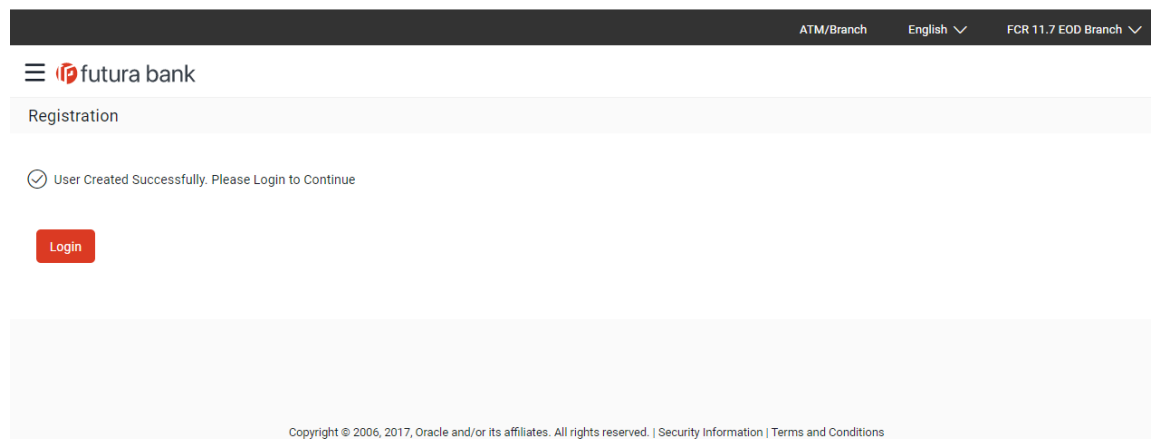 ATM/Branch English FCR 11.7 EOD Branch
futura bank
Registration
User Created Successfully. Please Login to Continue
Login
Copyright © 2006, 2017, Oracle and/or its affiliates. All rights reserved. | Security Information | Terms and Conditions